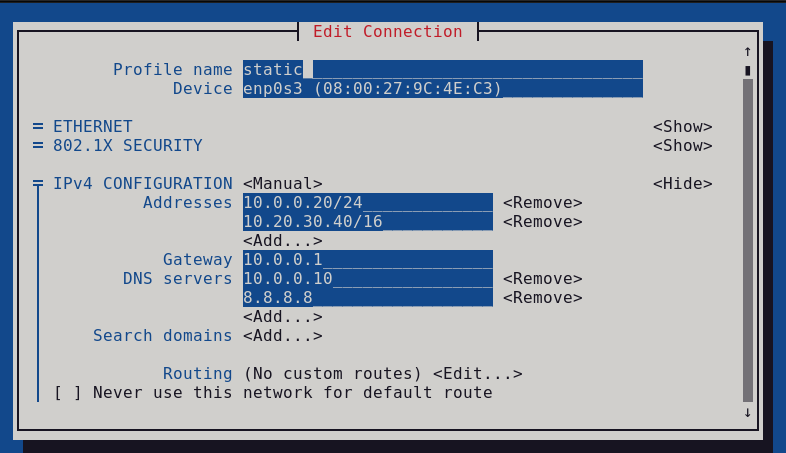 Edit Connection
↑
Profile name static
Device enp0s3 (08:00:27:9C:4E:C3)
= ETHERNET <Show>
= 802.1X SECURITY <Show>
= IPv4 CONFIGURATION <Manual> <Hide>
Addresses 10.0.0.20/24 <Remove>
10.20.30.40/16 <Remove>
<Add...>
Gateway 10.0.0.1
DNS servers 10.0.0.10 <Remove>
8.8.8.8 <Remove>
<Add...>
Search domains <Add...>
Routing (No custom routes) <Edit...>
[ ] Never use this network for default route
↓